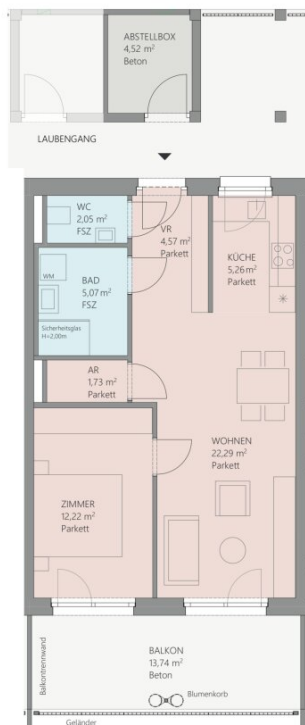 ABSTELLBOX
4,52 m²
Beton
LAUBENGANG
WC
2,05 m²
FSZ
VR
4,57 m²
Parkett
KÜCHE
5,26 m²
Parkett
BAD
5,07 m²
FSZ
WM
Sicherheitsglas
H=2,00m
AR
1,73 m²
Parkett
WOHNEN
22,29 m²
Parkett
ZIMMER
12,22 m²
Parkett
Balkontrennwand
BALKON
13,74 m²
Beton
Blumenkorb
Geländer